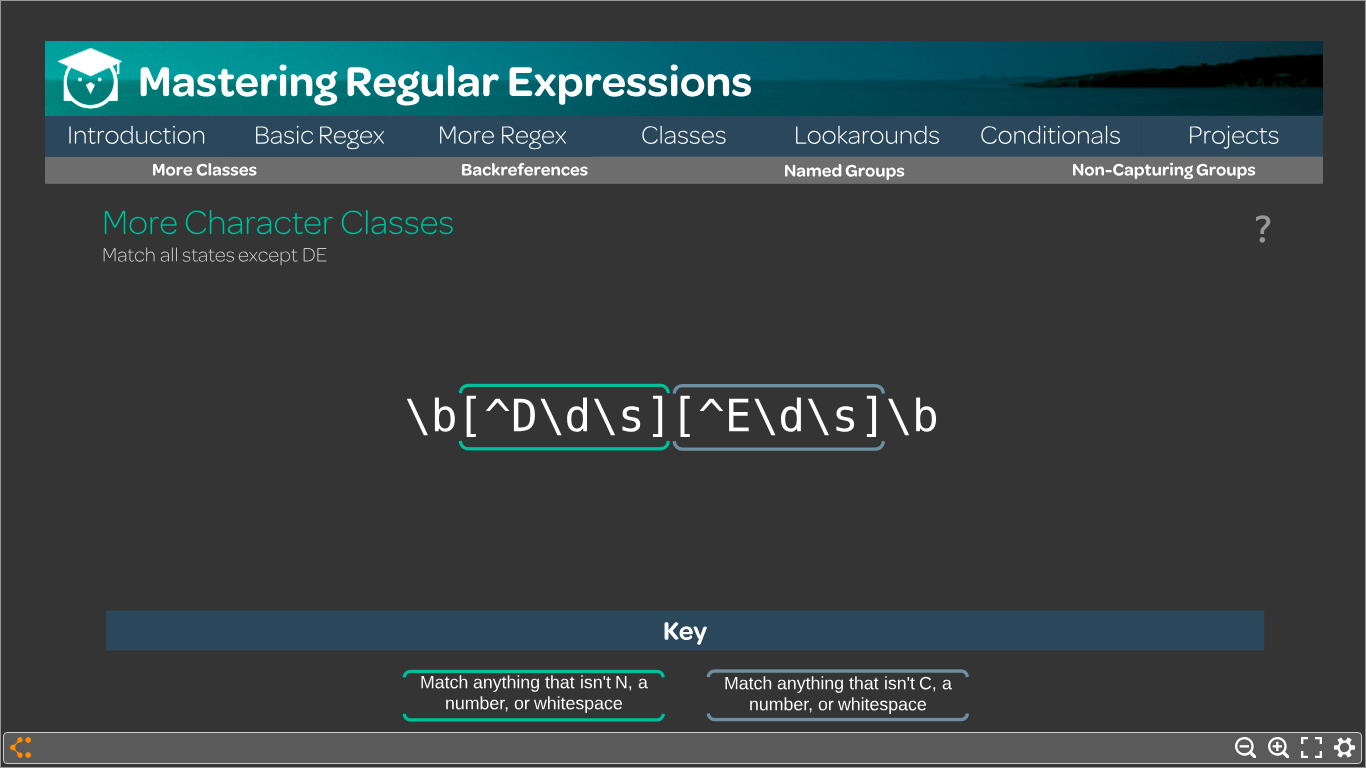 Mastering Regular Expressions
Introduction Basic Regex More Regex Classes Lookarounds Conditionals Projects
More Classes Backreferences Named Groups Non-Capturing Groups
More Character Classes
?
Match all states except DE
\b[^D\d\s][^E\d\s]\b
Key
Match anything that isn't N, a
number, or whitespace
Match anything that isn't C, a
number, or whitespace